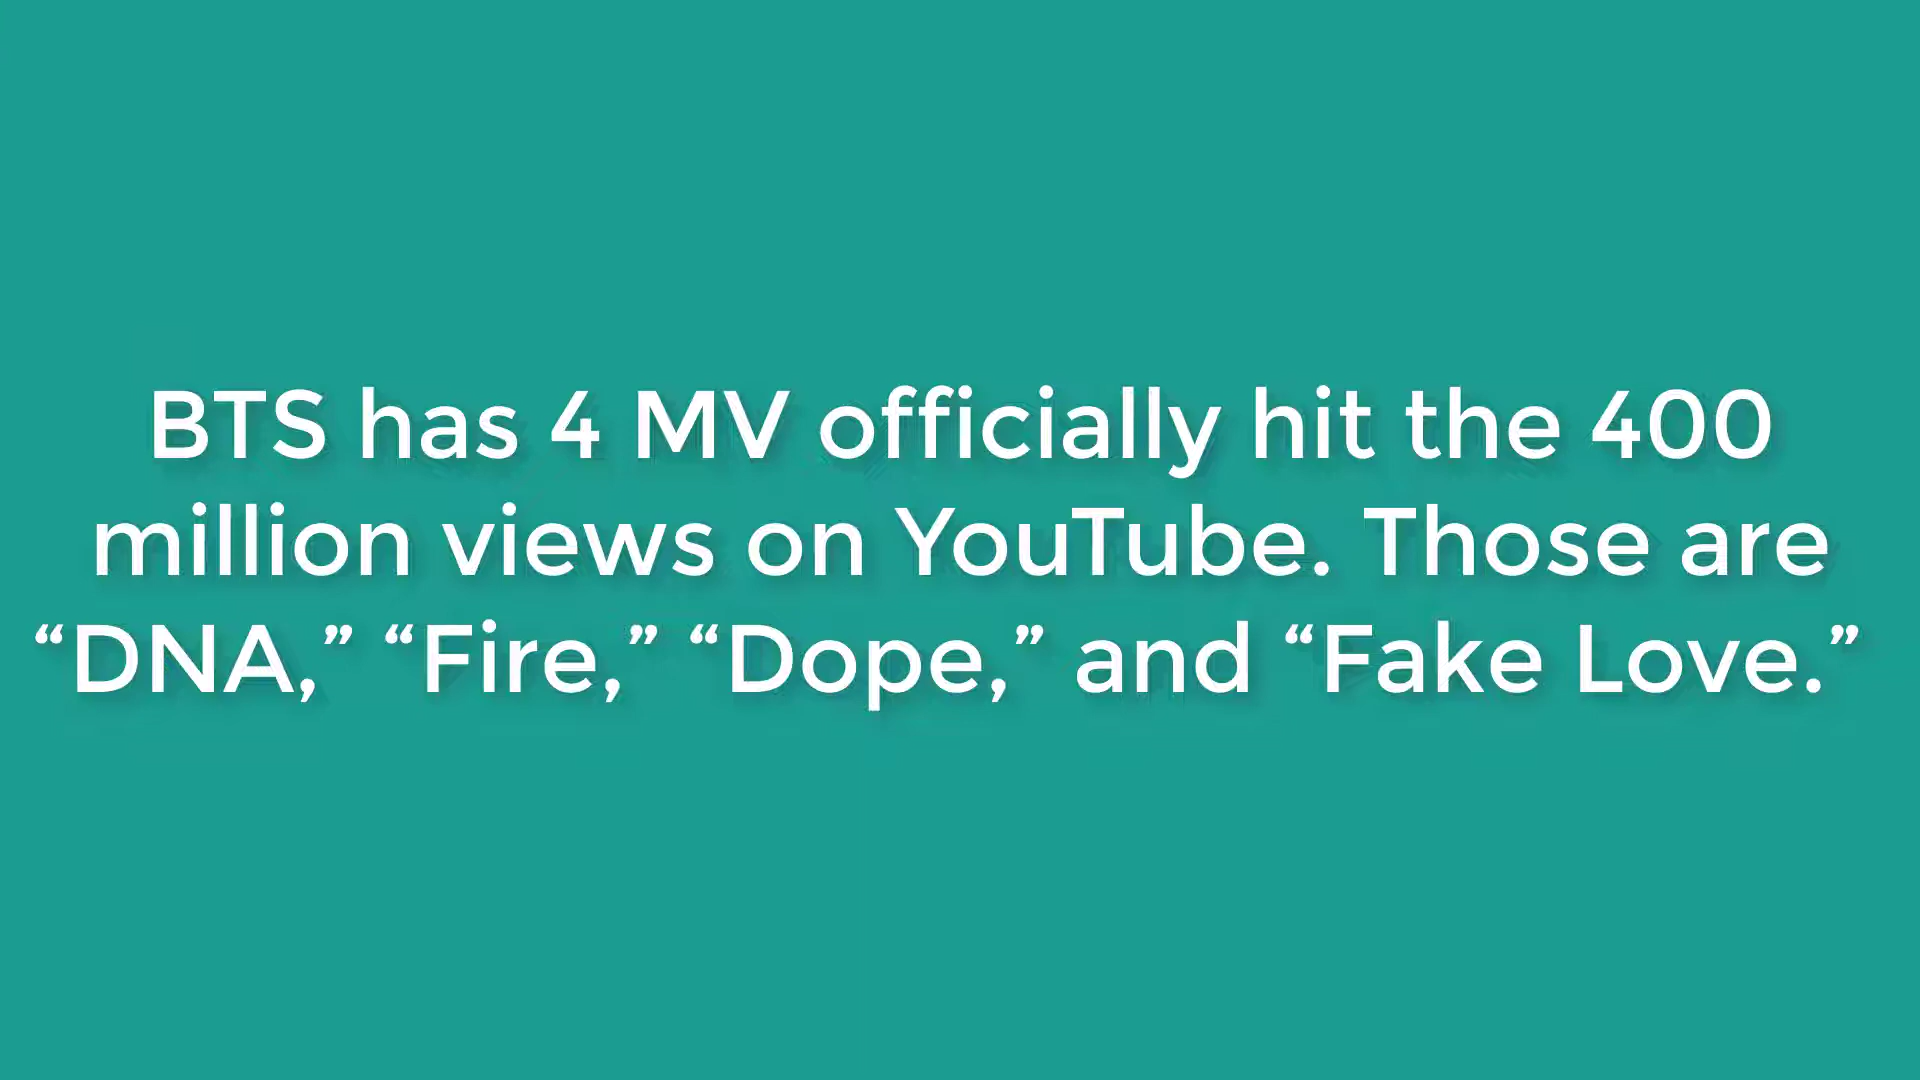 BTS has 4 MV officially hit the 400
million views on YouTube. Those are
“DNA,” “Fire,” “Dope,” and “Fake Love.”